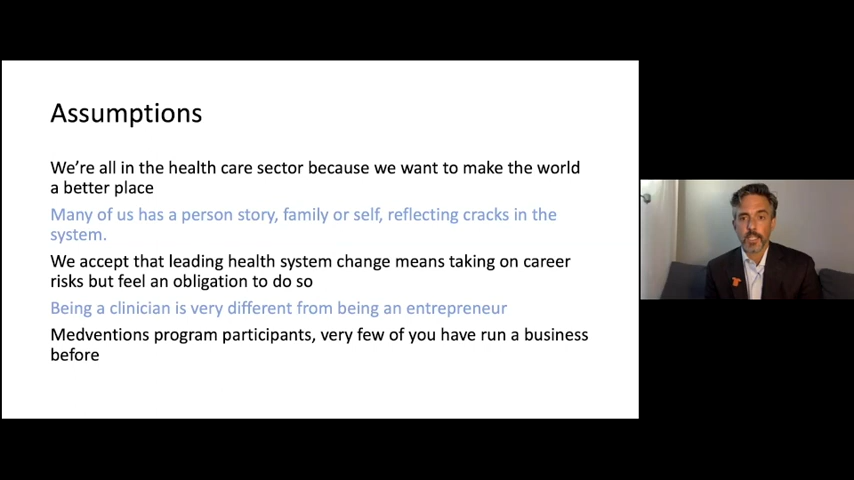 Assumptions
We're all in the health care sector because we want to make the world
a better place
Many of us has a person story, family or self, reflecting cracks in the
system.
We accept that leading health system change means taking on career
risks but feel an obligation to do so
Being a clinician is very different from being an entrepreneur
Medventions program participants, very few of you have run a business
before